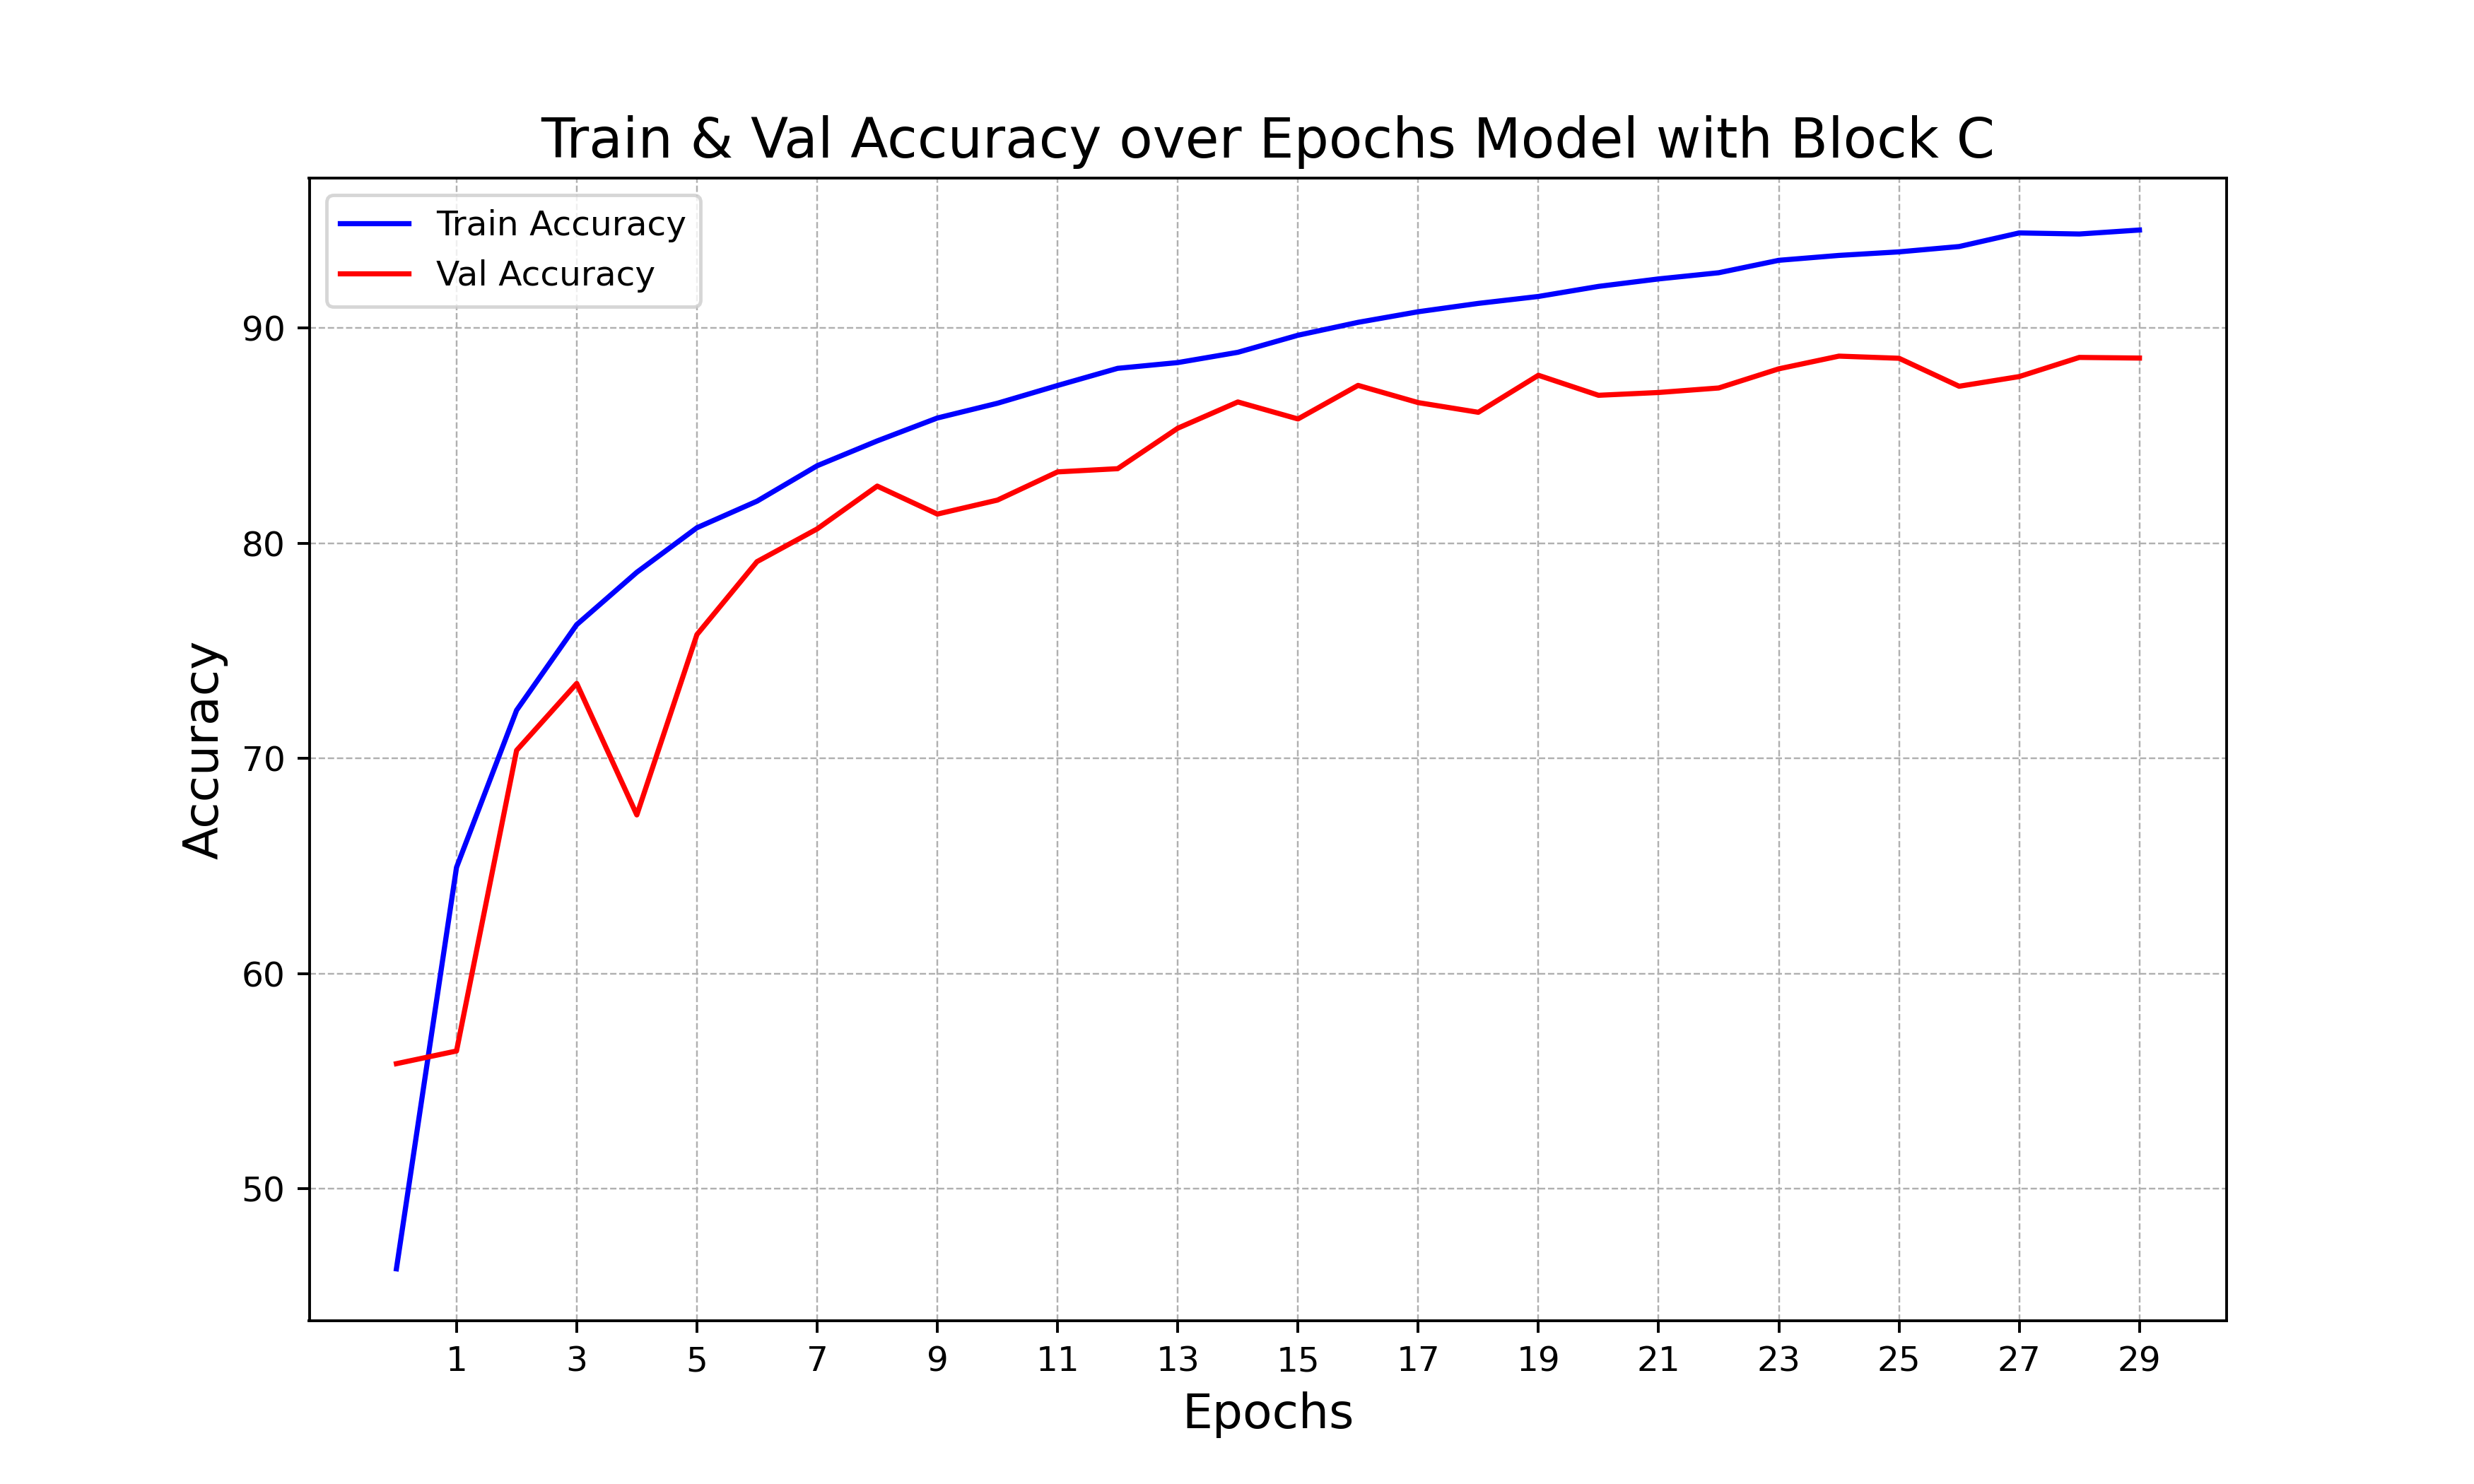 Train & Val Accuracy over Epochs Model with Block C
Train Accuracy
Val Accuracy
90
80
70
60
50
Accuracy
1 3 5 7 9 11 13 15 17 19 21 23 25 27 29
Epochs